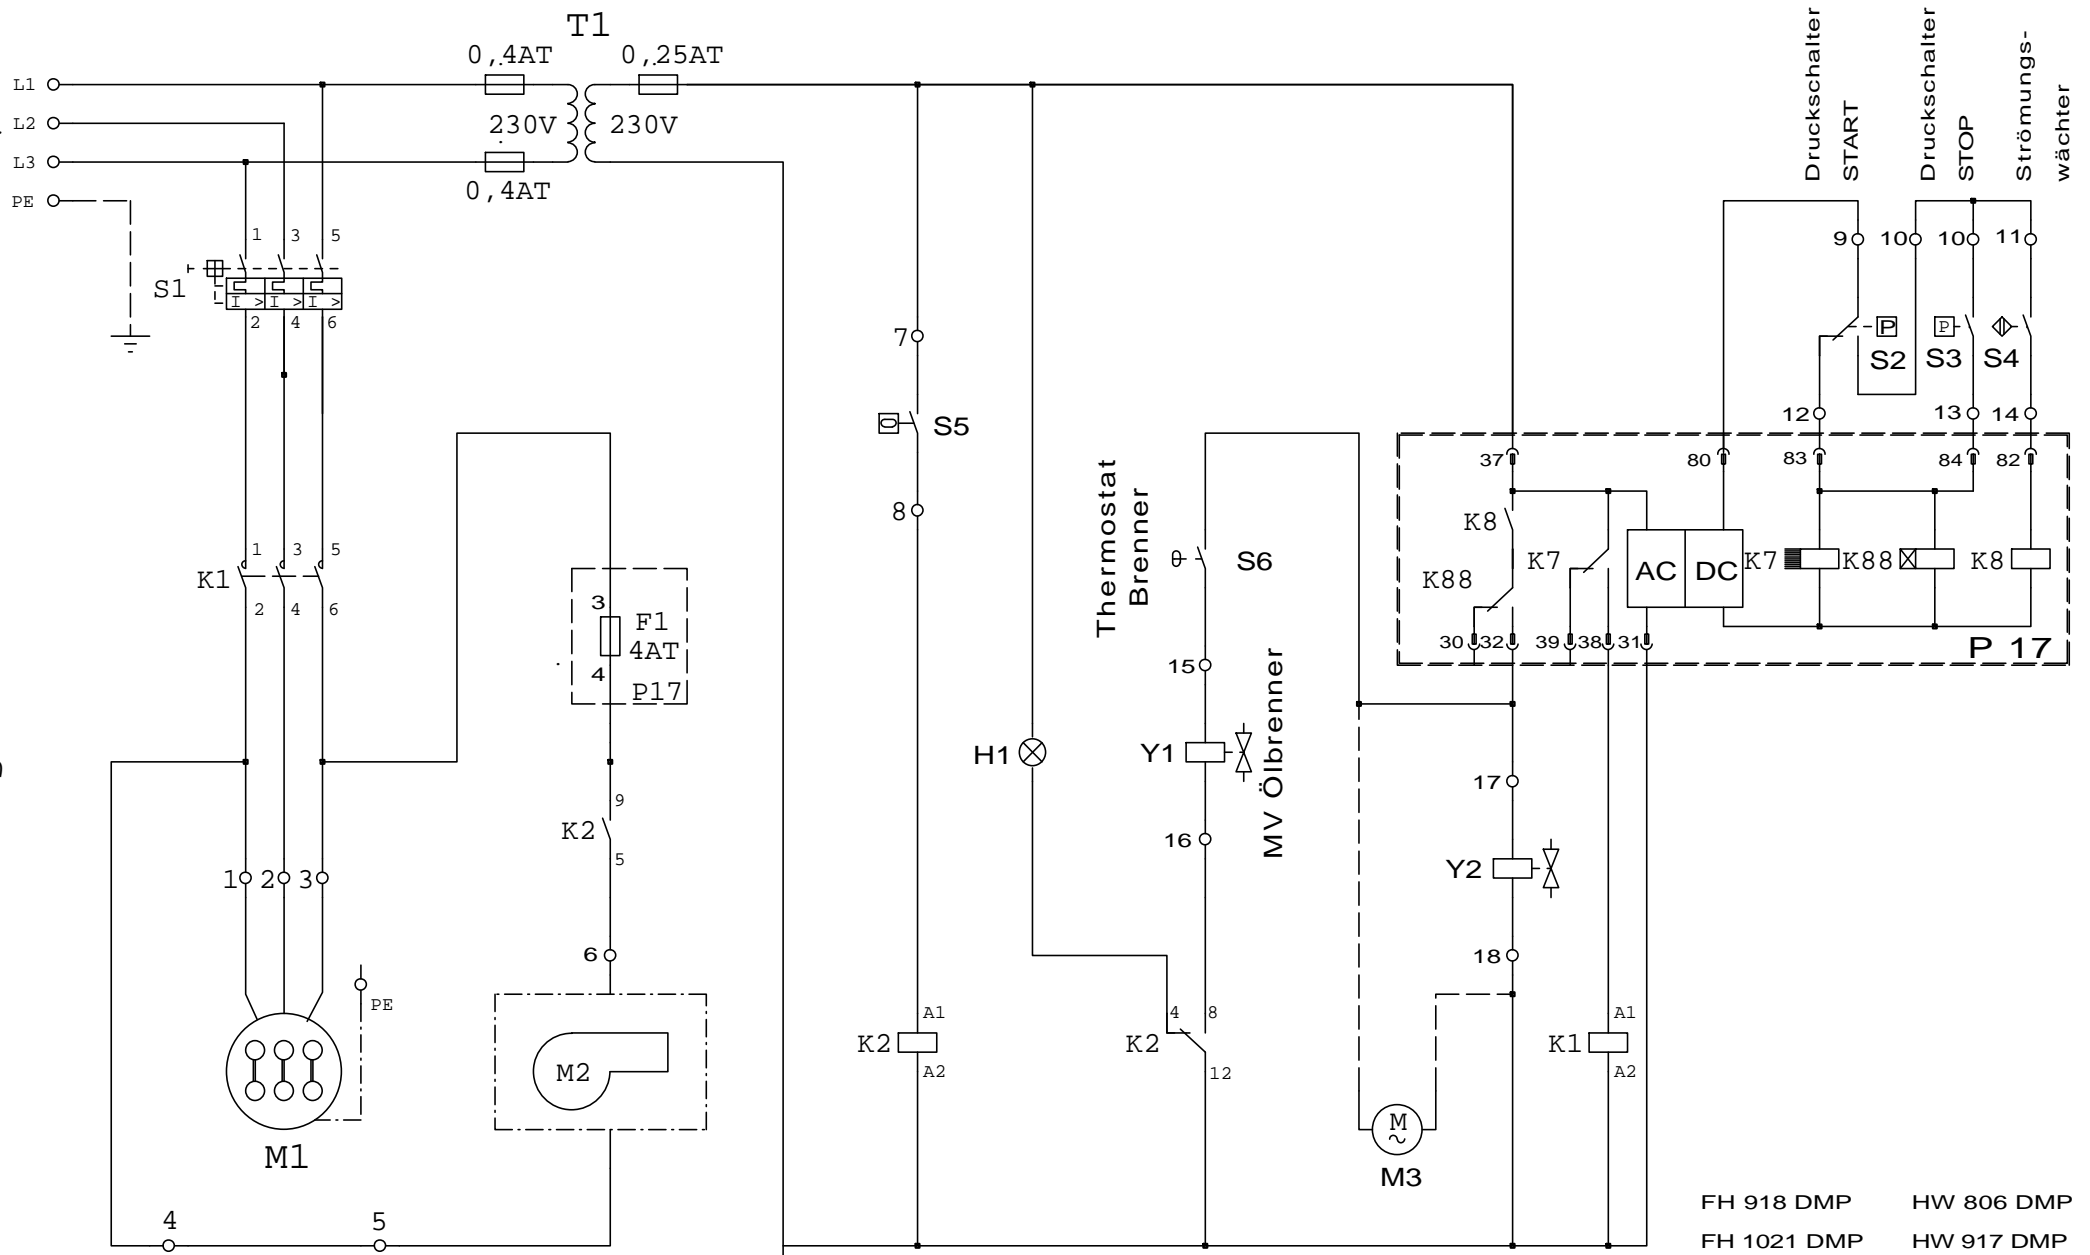 T1
0,4AT
0,25AT
L1
L2
L3
PE
230V
230V
0,4AT
Druckschalter
START
Druckschalter
STOP
Strömungs-
wächter
1 3 5
S1
I > I > I >
2 4 6
9 10 10 11
P
P
S2 S3 S4
12 13 14
7
S5
8
37 80 83 84 82
Thermostat
Brenner
θ
S6
K8
K88
K7
AC DC
K7
K88
K8
30 32 39 38 31
P 17
1 3 5
K1
2 4 6
3
F1
4AT
4
P17
15
Y1
MV Ölbrenner
16
H1
9
K2
5
17
Y2
18
1 2 3
6
PE
M1
M2
A1
K2
A2
4 8
K2
12
A1
K1
A2
M
~
M3
4 5
FH 918 DMP HW 806 DMP
FH 1021 DMP HW 917 DMP